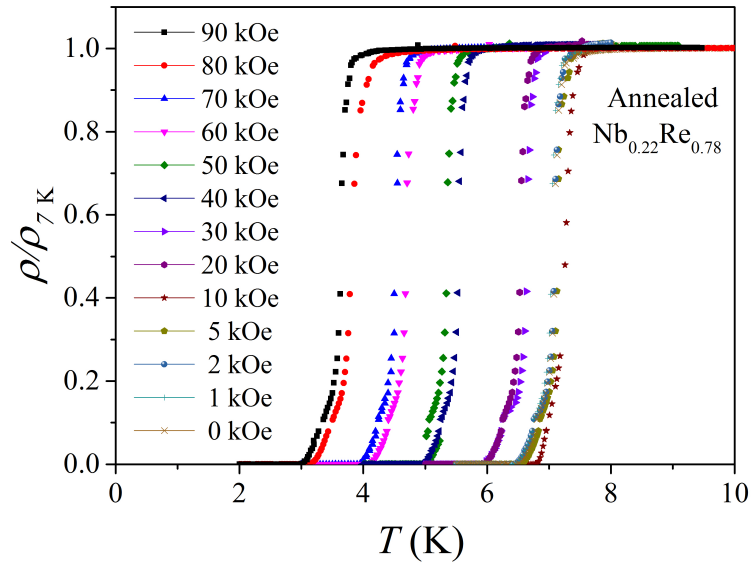 90 kOe
80 kOe
70 kOe
60 kOe
50 kOe
40 kOe
30 kOe
20 kOe
10 kOe
5 kOe
2 kOe
1 kOe
0 kOe
Annealed
Nb₀.₂₂Re₀.₇₈
ρ/ρ₇ K
1.0
0.8
0.6
0.4
0.2
0.0
0 2 4 6 8 10
T (K)